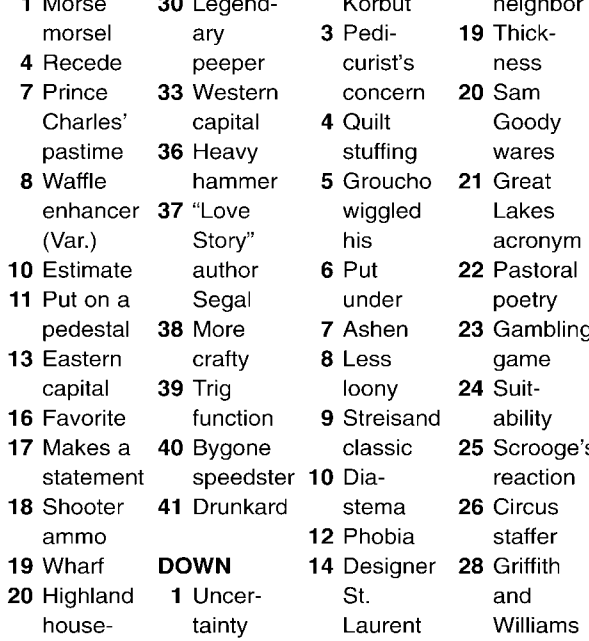 1 Morse
morsel
4 Recede
7 Prince
Charles'
pastime
8 Waffle
enhancer
(Var.)
10 Estimate
11 Put on a
pedestal
13 Eastern
capital
16 Favorite
17 Makes a
statement
18 Shooter
ammo
19 Wharf
20 Highland
house-
30 Legend-
ary
peeper
33 Western
capital
36 Heavy
hammer
37 "Love
Story"
author
Segal
38 More
crafty
39 Trig
function
40 Bygone
speedster
41 Drunkard
DOWN
1 Uncer-
tainty
Korbut
3 Pedi-
curist's
concern
4 Quilt
stuffing
5 Groucho
wiggled
his
6 Put
under
7 Ashen
8 Less
loony
9 Streisand
classic
10 Dia-
stema
12 Phobia
14 Designer
St.
Laurent
neighbor
19 Thick-
ness
20 Sam
Goody
wares
21 Great
Lakes
acronym
22 Pastoral
poetry
23 Gambling
game
24 Suit-
ability
25 Scrooge's
reaction
26 Circus
staffer
28 Griffith
and
Williams